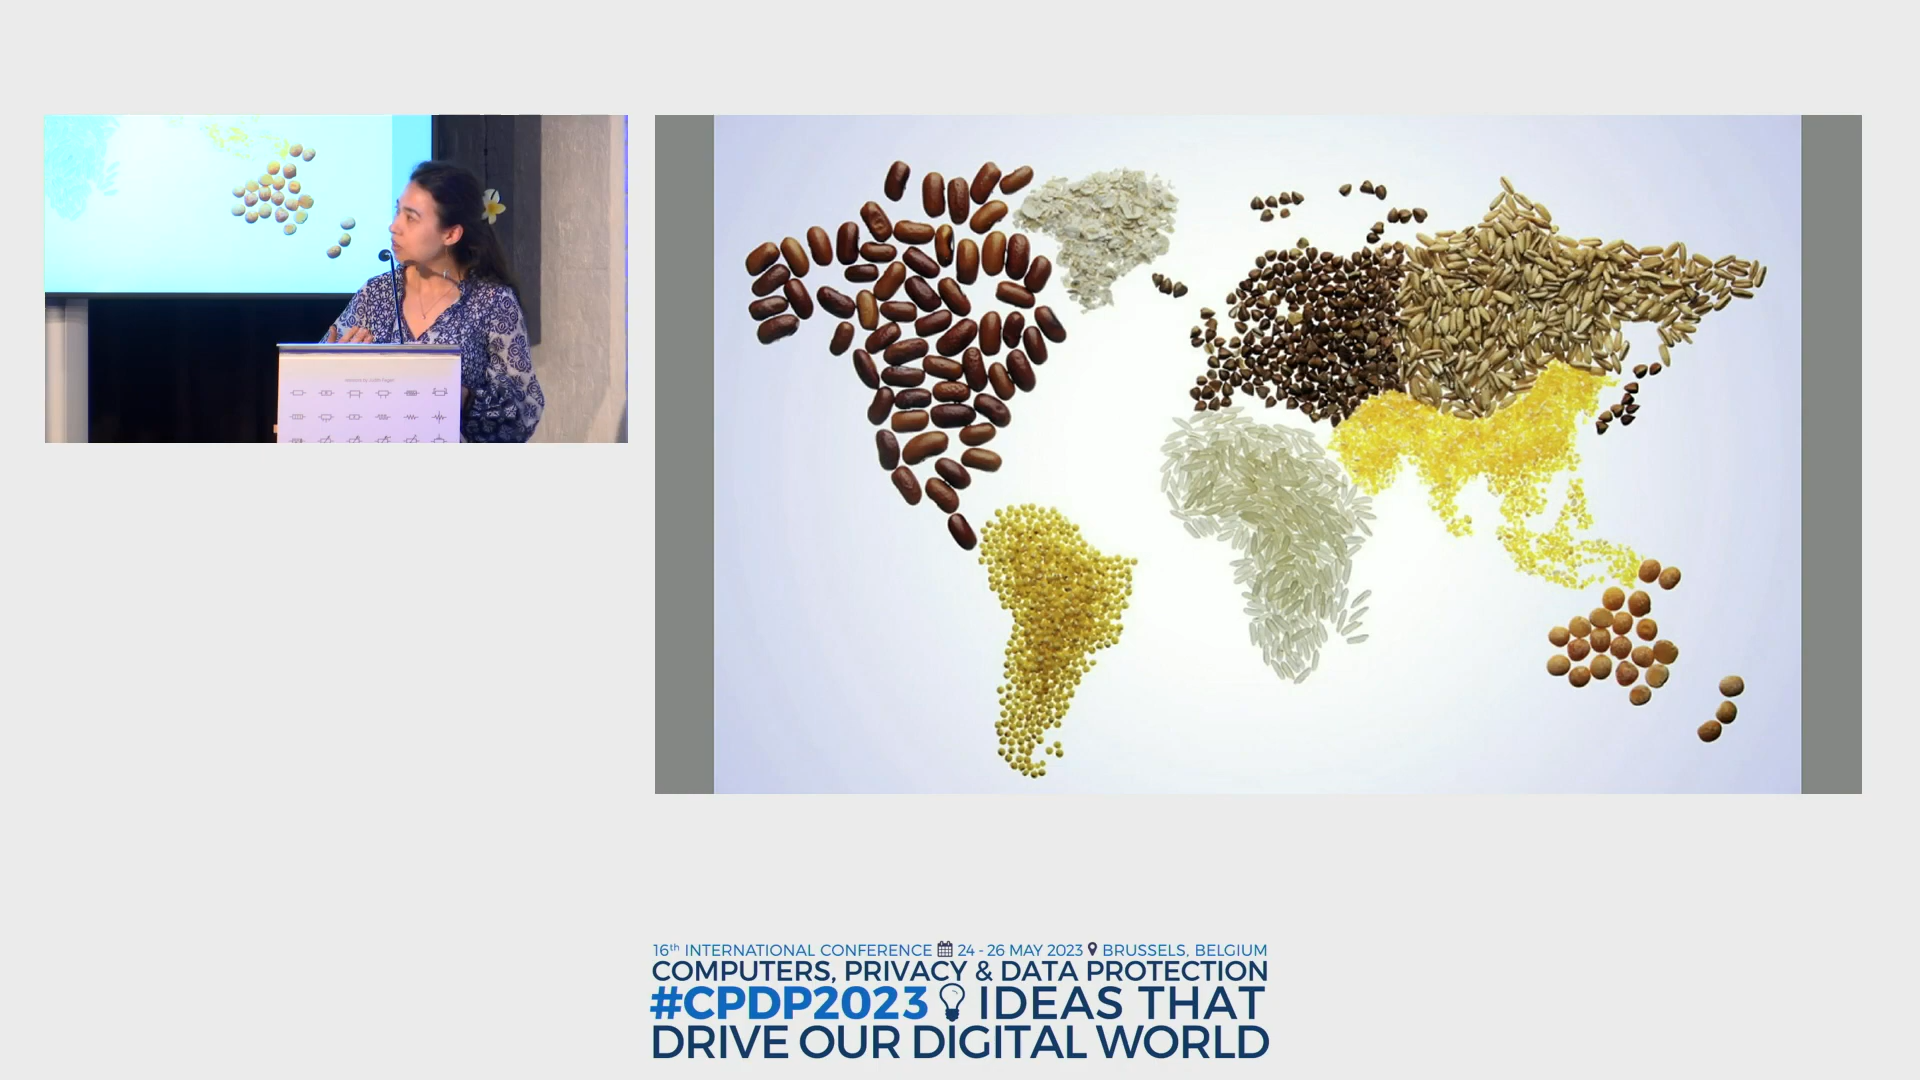 16th INTERNATIONAL CONFERENCE 24 - 26 MAY 2023 BRUSSELS, BELGIUM
COMPUTERS, PRIVACY & DATA PROTECTION
#CPDP2023 IDEAS THAT
DRIVE OUR DIGITAL WORLD